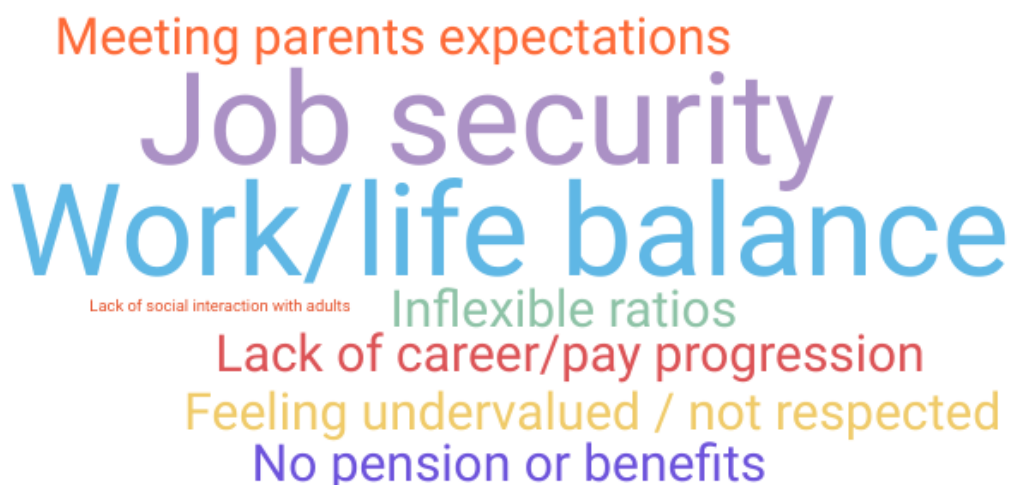 Meeting parents expectations
Job security
Work/life balance
Lack of social interaction with adults
Inflexible ratios
Lack of career/pay progression
Feeling undervalued / not respected
No pension or benefits